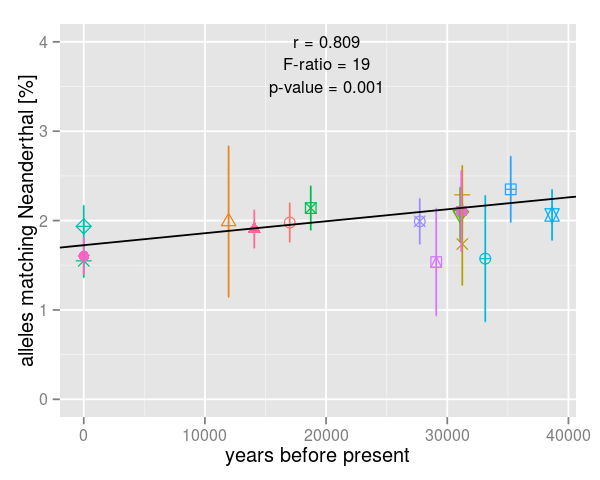 r = 0.809
F-ratio = 19
p-value = 0.001
alleles matching Neanderthal [%]
4
3
2
1
0
0 10000 20000 30000 40000
years before present